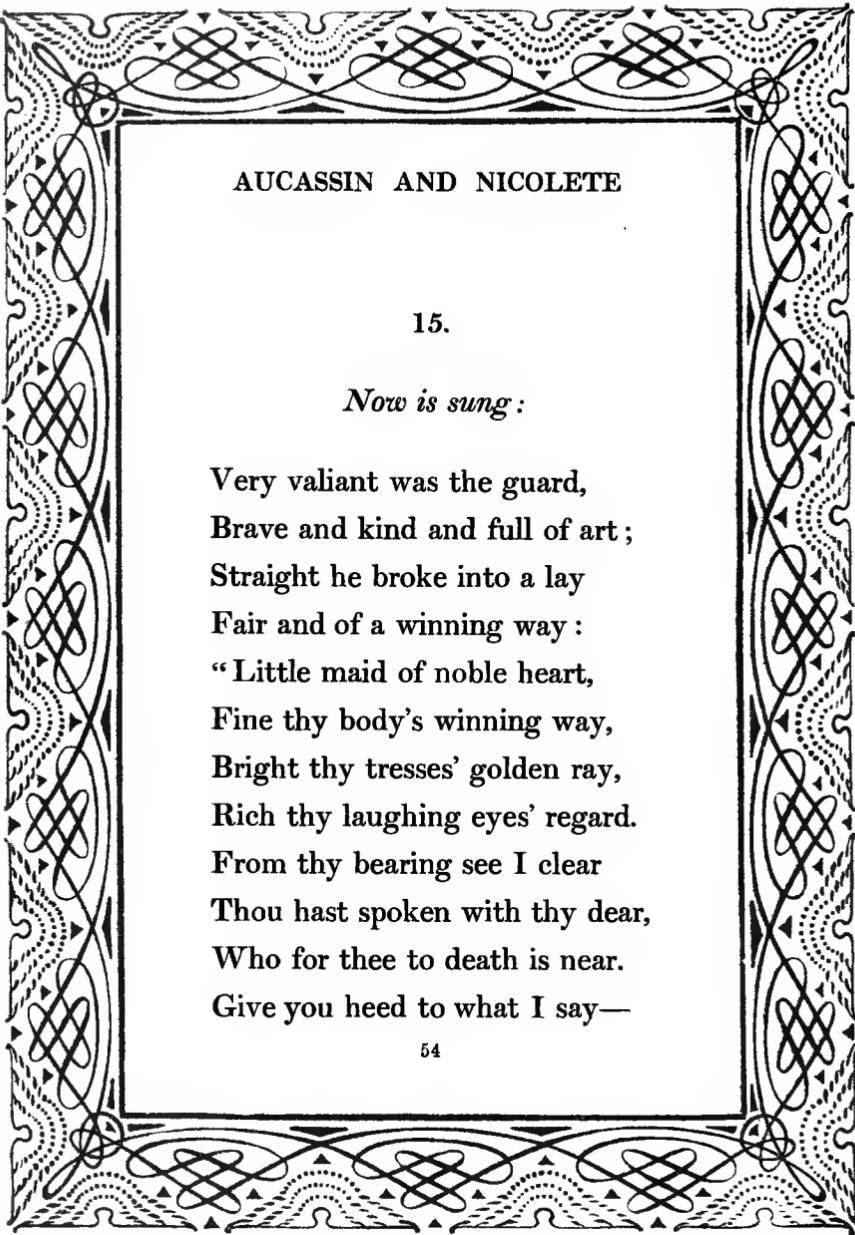 AUCASSIN AND NICOLETE
15.
Now is sung:
Very valiant was the guard,
Brave and kind and full of art;
Straight he broke into a lay
Fair and of a winning way:
“Little maid of noble heart,
Fine thy body’s winning way,
Bright thy tresses’ golden ray,
Rich thy laughing eyes’ regard.
From thy bearing see I clear
Thou hast spoken with thy dear,
Who for thee to death is near.
Give you heed to what I say—
54